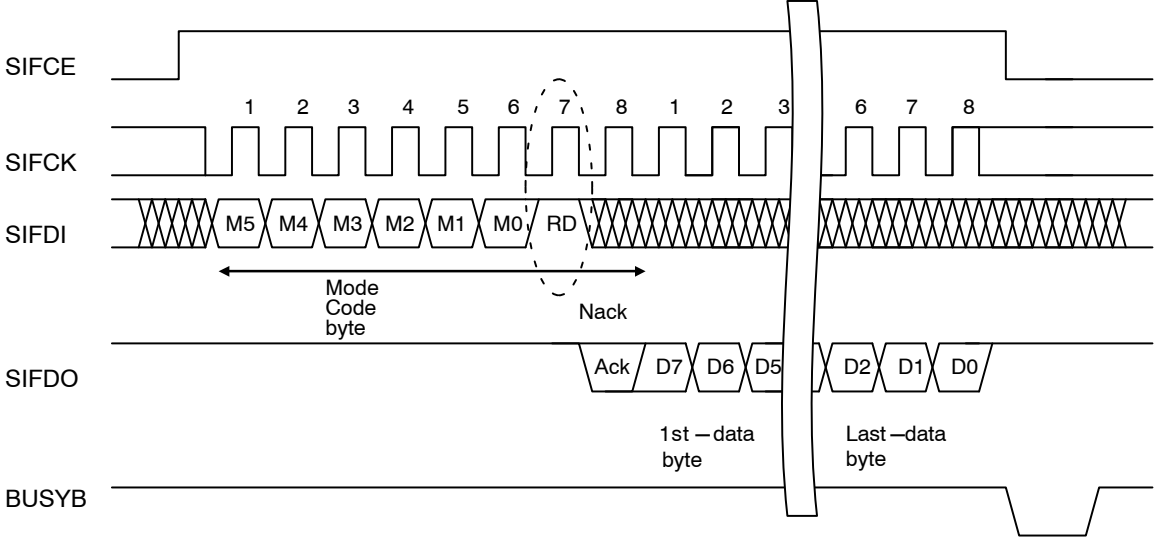 SIFCE
1 2 3 4 5 6 7 8 1 2 3 6 7 8
SIFCK
SIFDI M5 M4 M3 M2 M1 M0 RD
Mode
Code
byte
Nack
SIFDO Ack D7 D6 D5 D2 D1 D0
1st –data
byte
Last –data
byte
BUSYB